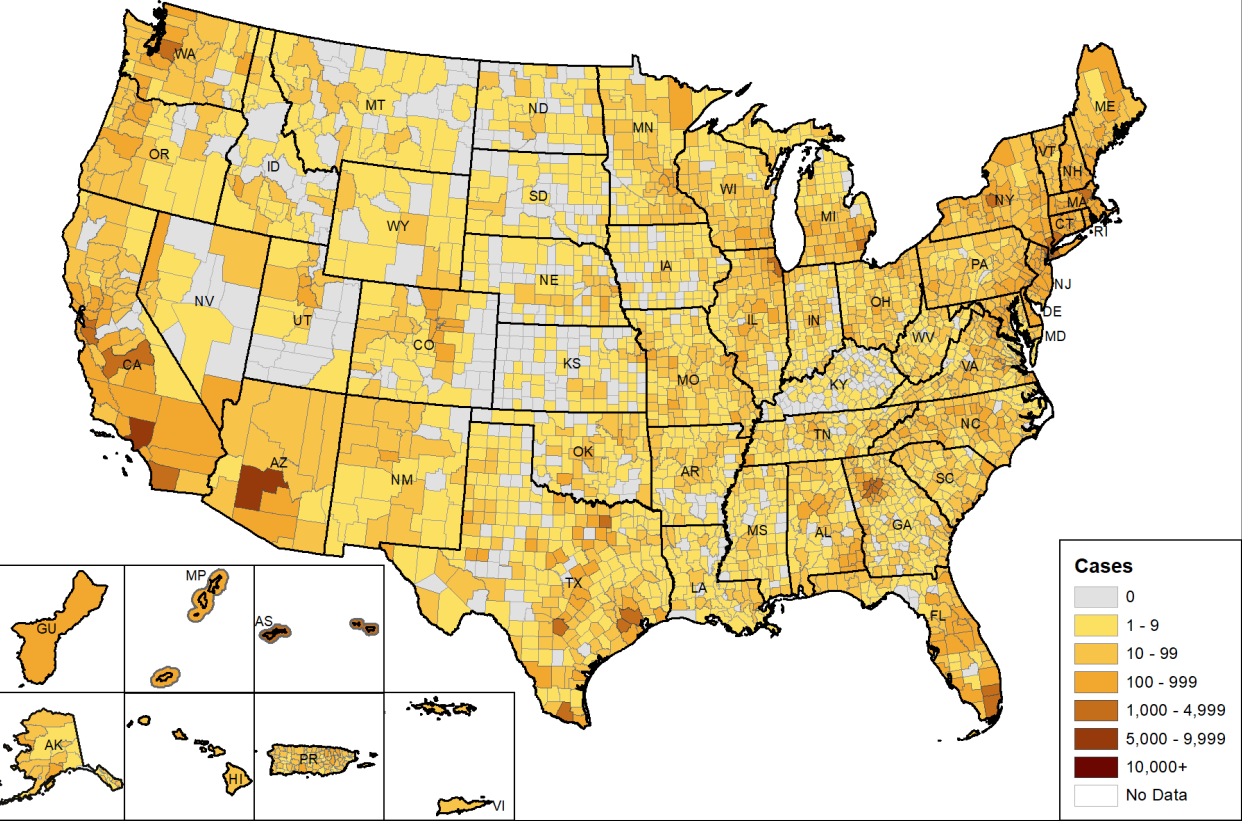 WA
MT
ND
MN
ME
OR
ID
SD
WI
MI
VT
NH
NY
MA
CT
RI
WY
IA
NE
PA
NJ
NV
UT
CO
IL
IN
OH
DE
MD
WV
VA
CA
KS
MO
KY
NC
TN
AZ
NM
OK
AR
SC
MS
AL
GA
TX
LA
FL
MP
GU
AS
AK
HI
PR
VI
Cases
0
1 - 9
10 - 99
100 - 999
1,000 - 4,999
5,000 - 9,999
10,000+
No Data